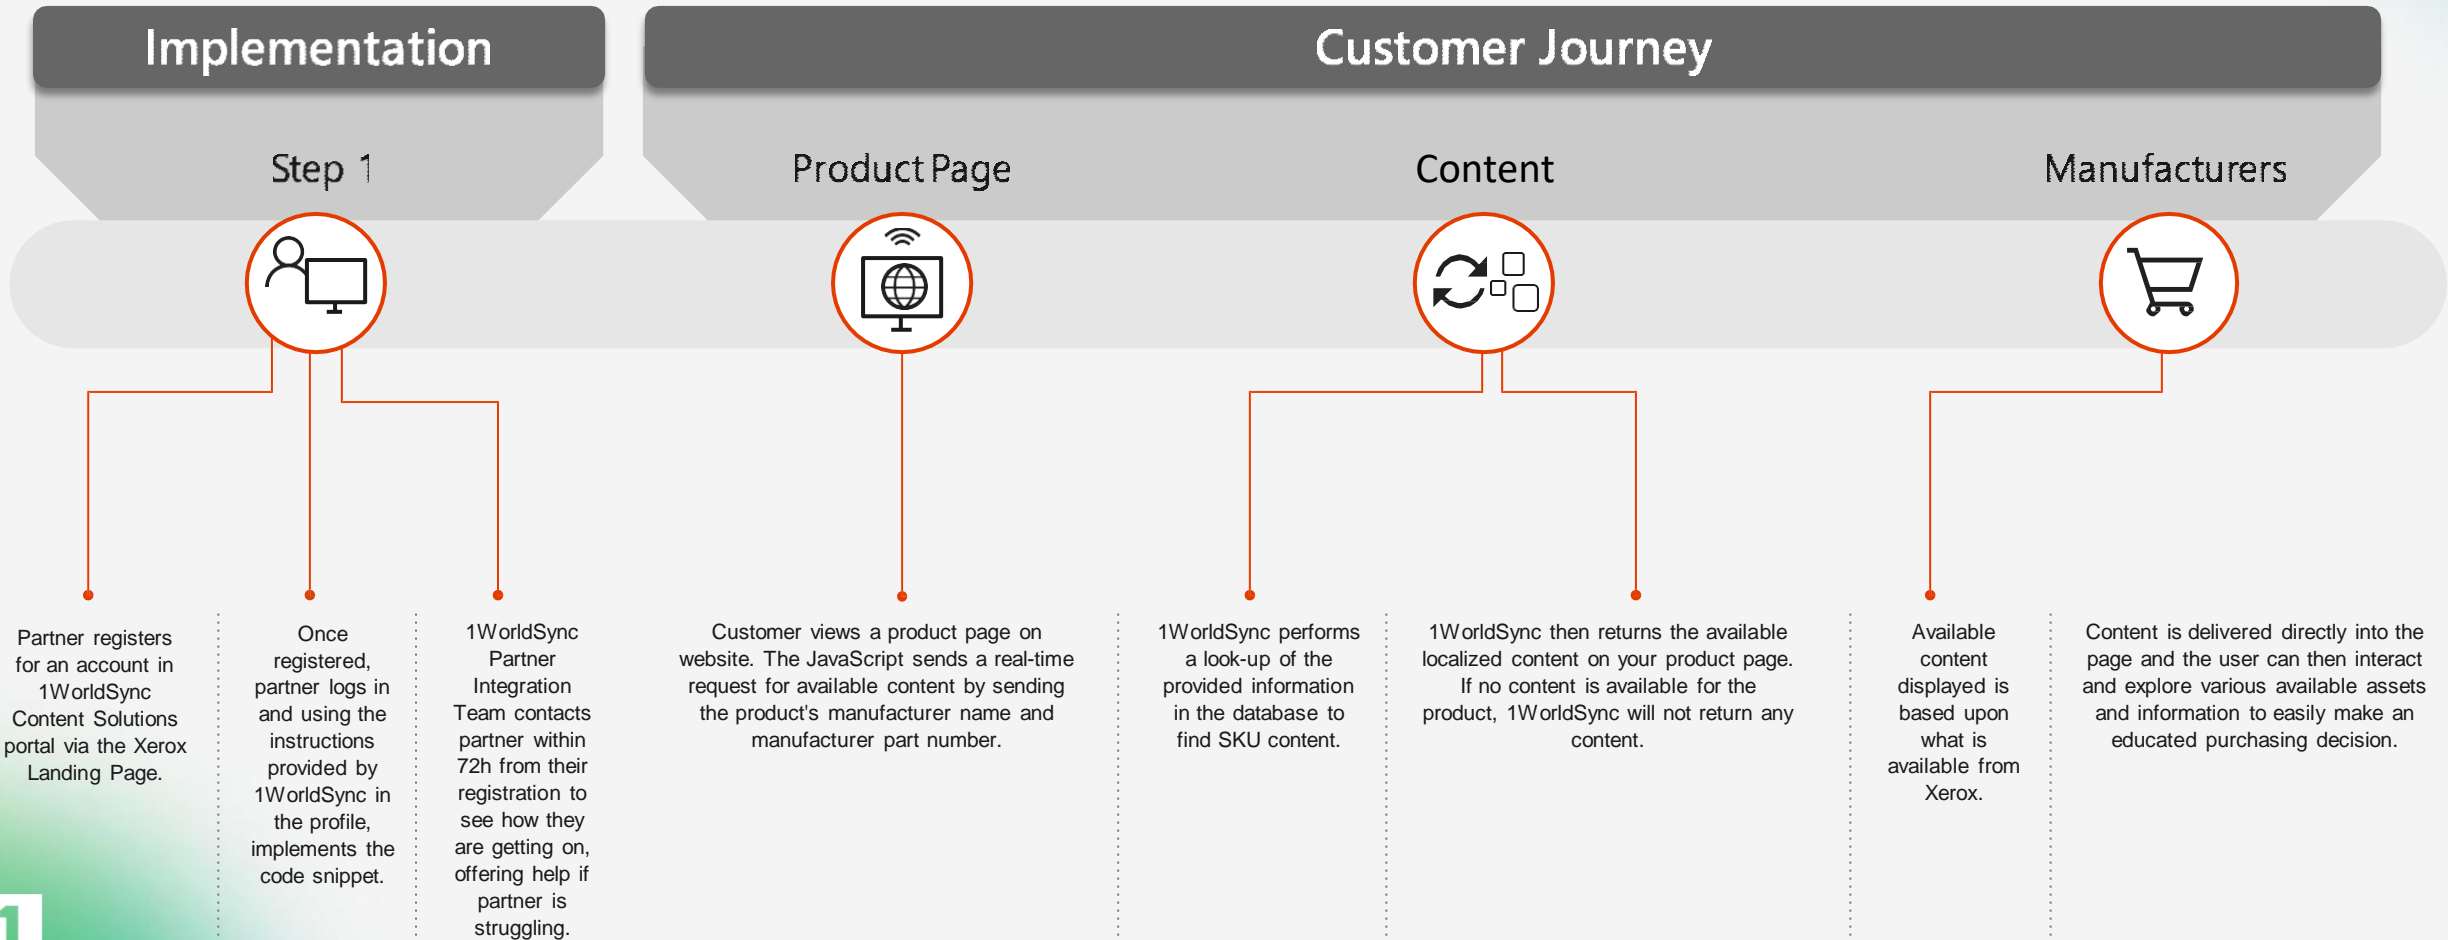 Implementation
Customer Journey
Step 1
Product Page
Content
Manufacturers
Partner registers
for an account in
1WorldSync
Content Solutions
portal via the Xerox
Landing Page.
Once
registered,
partner logs in
and using the
instructions
provided by
1WorldSync in
the profile,
implements the
code snippet.
1WorldSync
Partner
Integration
Team contacts
partner within
72h from their
registration to
see how they
are getting on,
offering help if
partner is
struggling.
Customer views a product page on
website. The JavaScript sends a real-time
request for available content by sending
the product's manufacturer name and
manufacturer part number.
1WorldSync performs
a look-up of the
provided information
in the database to
find SKU content.
1WorldSync then returns the available
localized content on your product page.
If no content is available for the
product, 1WorldSync will not return any
content.
Available
content
displayed is
based upon
what is
available from
Xerox.
Content is delivered directly into the
page and the user can then interact
and explore various available assets
and information to easily make an
educated purchasing decision.
1